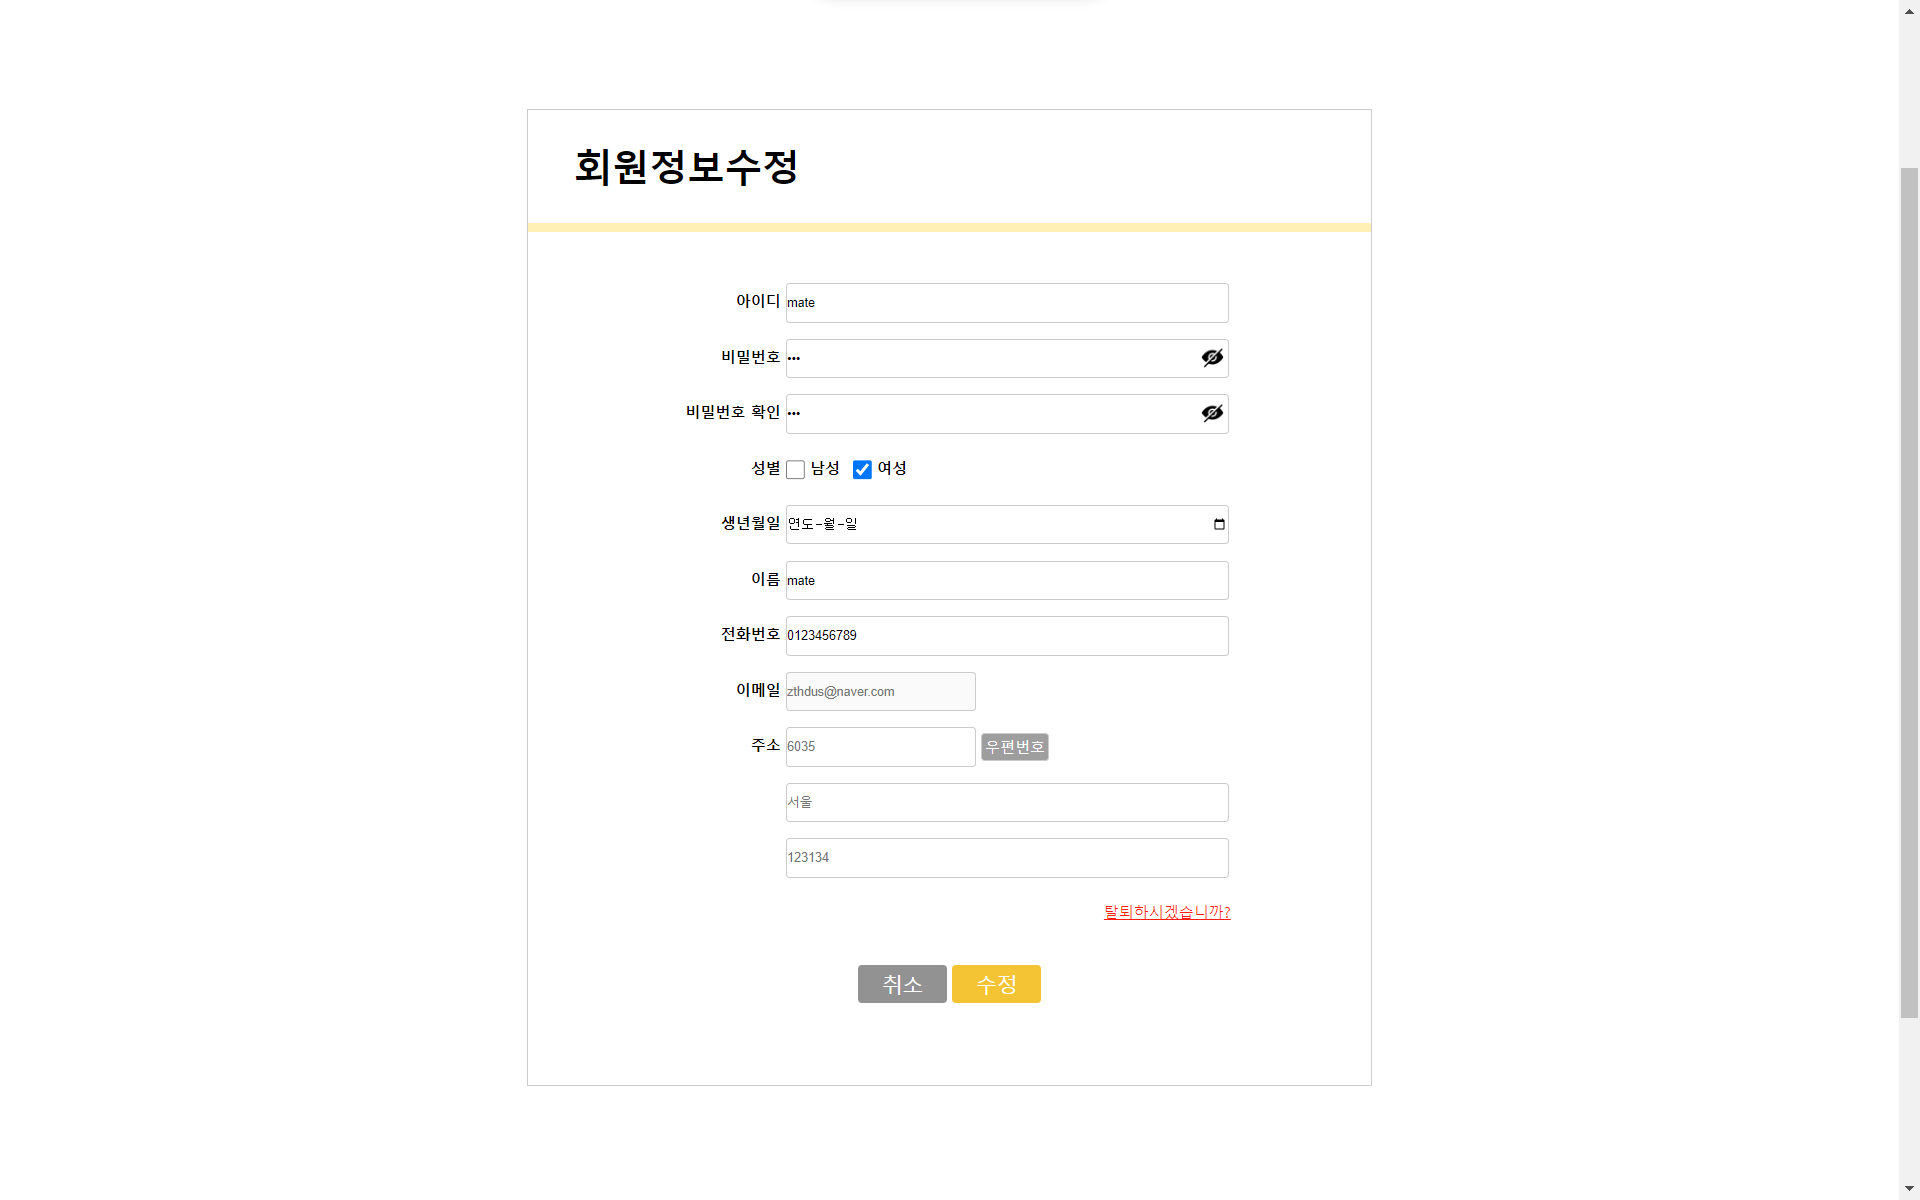 회원정보수정
아이디 mate
비밀번호 •••
비밀번호 확인 •••
성별 남성 여성
생년월일 연도-월-일
이름 mate
전화번호 0123456789
이메일 zthdus@naver.com
주소 6035 우편번호
서울
123134
탈퇴하시겠습니까?
취소 수정